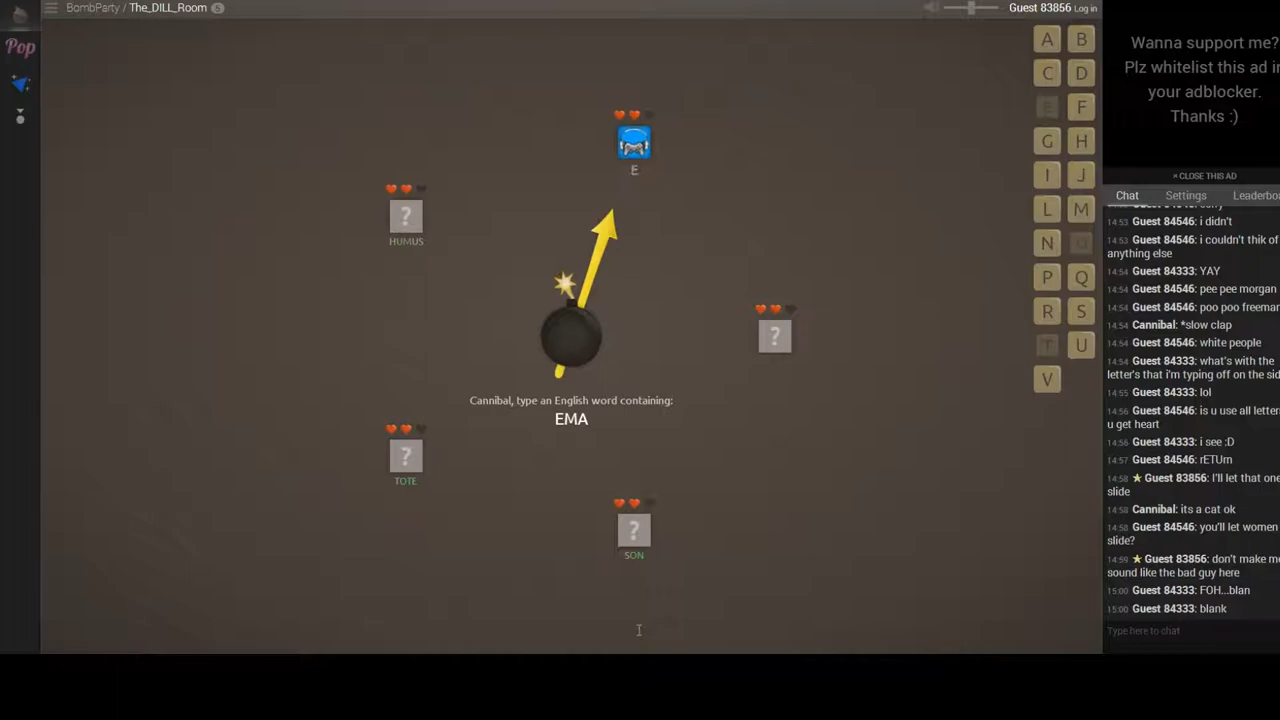 BombParty / The_DILL_Room 5
Guest 83856 Log in
Pop
Wanna support me?
Plz whitelist this ad in
your adblocker.
Thanks :)
× CLOSE THIS AD
Chat Settings Leaderbo
A B
C D
E F
G H
I J
L M
N O
P Q
R S
T U
V
E
HUMUS
?
?
?
TOTE
?
SON
Cannibal, type an English word containing:
EMA
14:53 Guest 84546: i didn't
14:53 Guest 84546: i couldn't thik of
anything else
14:54 Guest 84333: YAY
14:54 Guest 84546: pee pee morgan
14:54 Guest 84546: poo poo freeman
14:54 Cannibal: *slow clap
14:54 Guest 84546: white people
14:54 Guest 84333: what's with the
letter's that i'm typing off on the sid
14:55 Guest 84333: lol
14:56 Guest 84546: is u use all letter
u get heart
14:56 Guest 84333: i see :D
14:57 Guest 84546: rETUrn
14:58 ★ Guest 83856: I'll let that one
slide
14:58 Cannibal: its a cat ok
14:58 Guest 84546: you'll let women
slide?
14:59 ★ Guest 83856: don't make me
sound like the bad guy here
15:00 Guest 84333: FOH...blan
15:00 Guest 84333: blank
Type here to chat